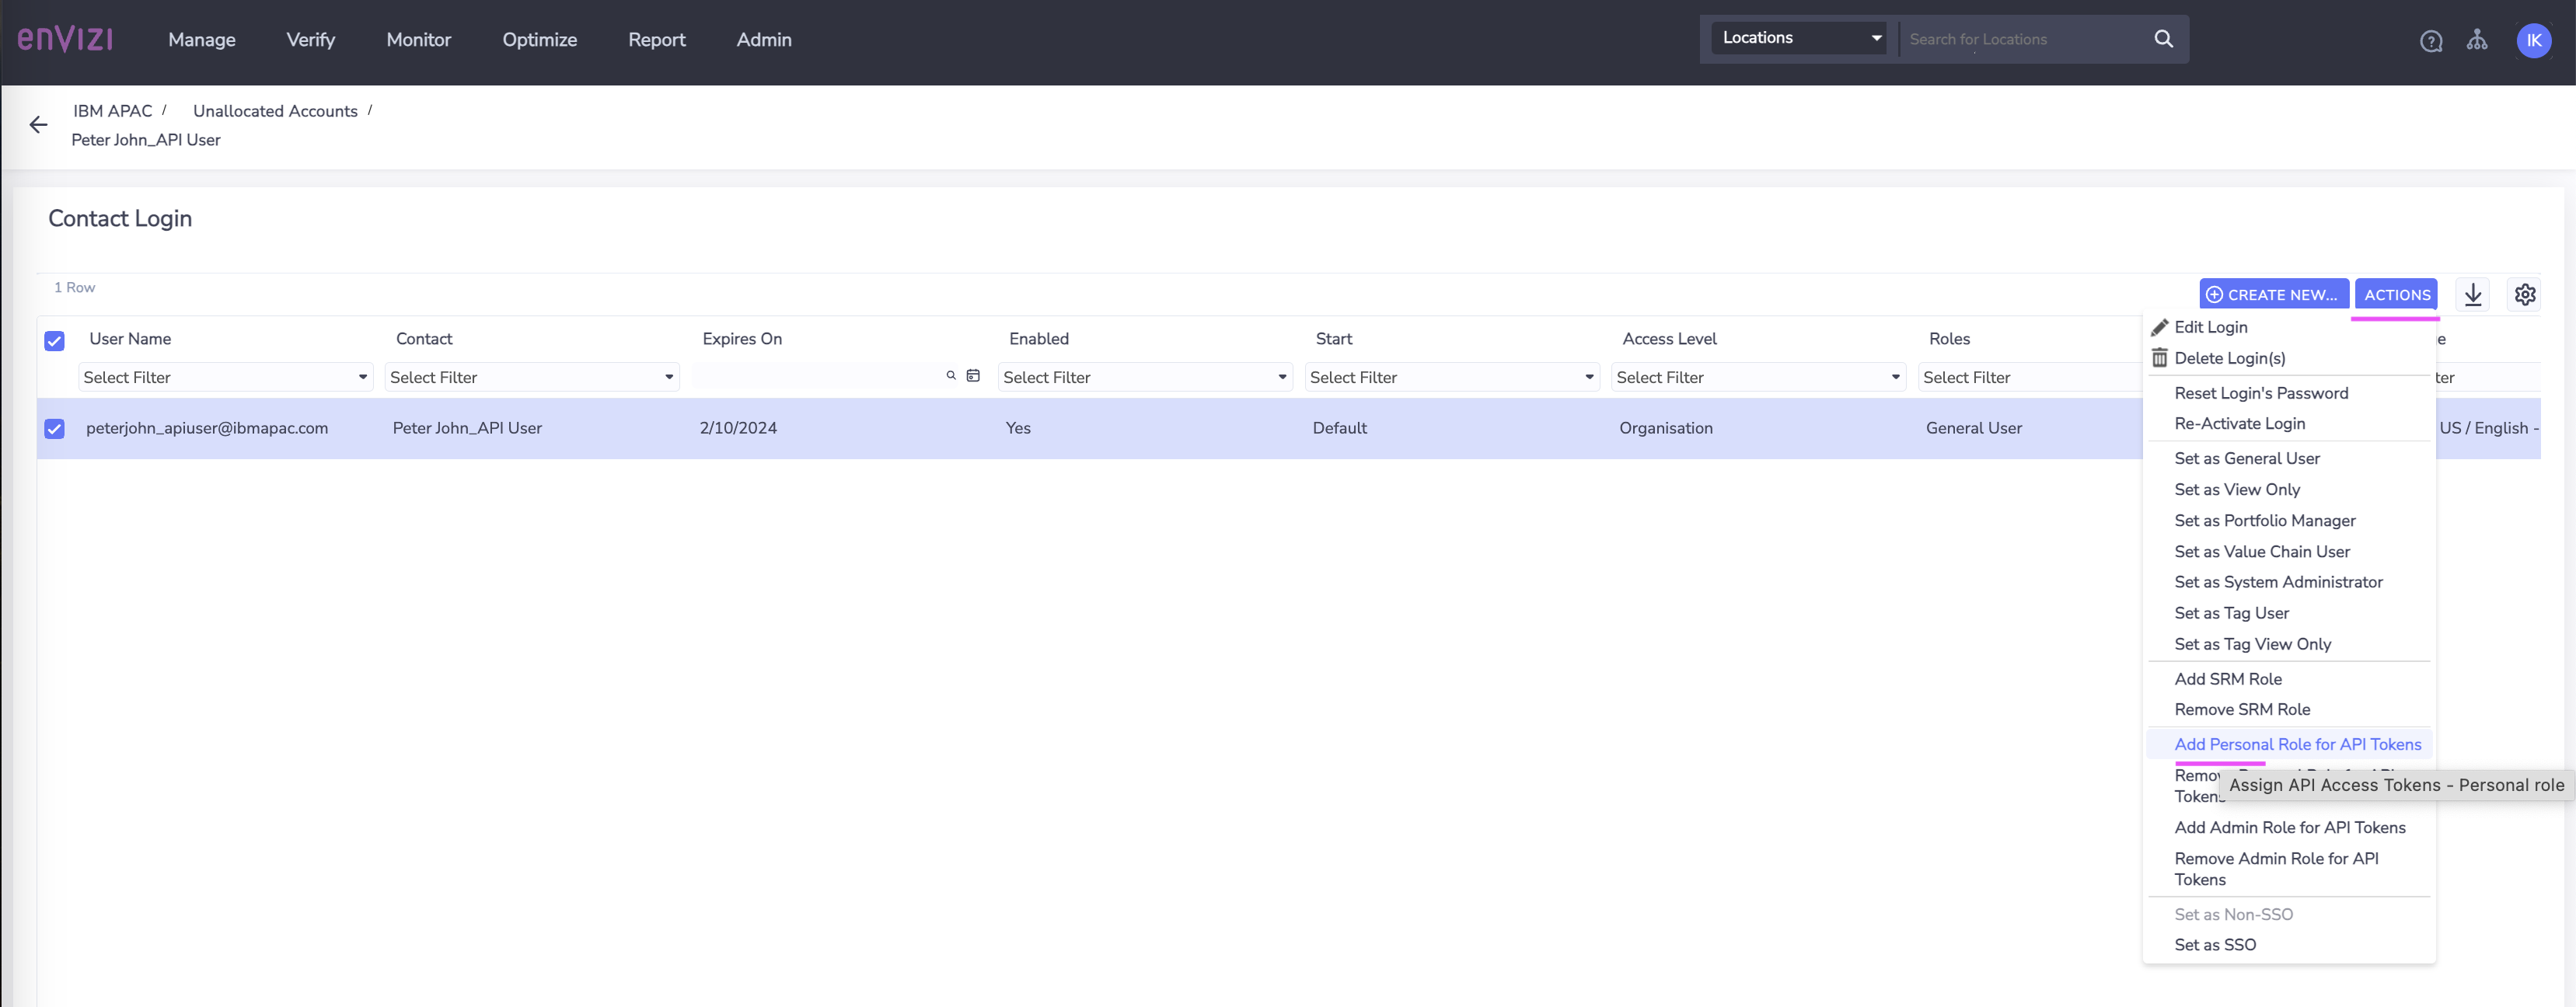 enVIZI
Manage Verify Monitor Optimize Report Admin
Locations Search for Locations
IK
IBM APAC / Unallocated Accounts /
Peter John_API User
Contact Login
1 Row
CREATE NEW... ACTIONS
User Name Contact Expires On Enabled Start Access Level Roles
Select Filter Select Filter Select Filter Select Filter Select Filter Select Filter
peterjohn_apiuser@ibmapac.com Peter John_API User 2/10/2024 Yes Default Organisation General User US / English -
Edit Login
Delete Login(s)
Reset Login's Password
Re-Activate Login
Set as General User
Set as View Only
Set as Portfolio Manager
Set as Value Chain User
Set as System Administrator
Set as Tag User
Set as Tag View Only
Add SRM Role
Remove SRM Role
Add Personal Role for API Tokens
Tokens
Assign API Access Tokens - Personal role
Add Admin Role for API Tokens
Remove Admin Role for API
Tokens
Set as Non-SSO
Set as SSO